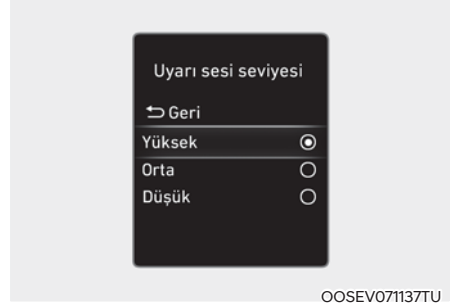 Uyarı sesi seviyesi
Geri
Yüksek
Orta
Düşük
OOSEV071137TU